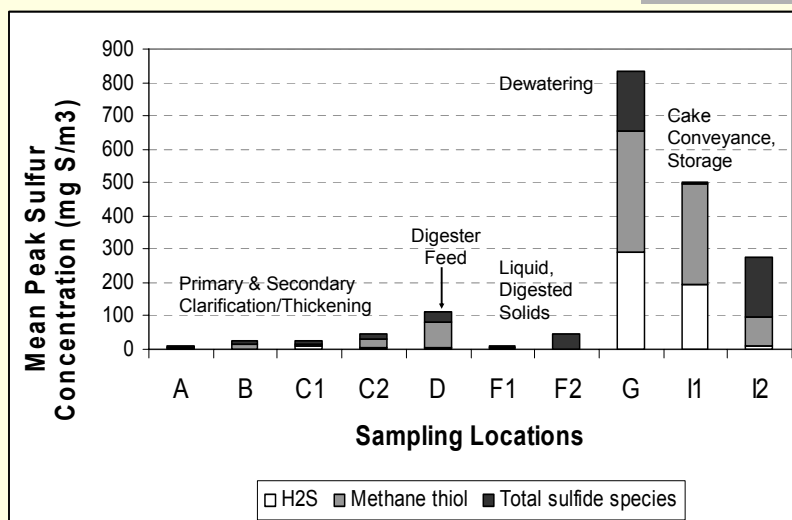 Mean Peak Sulfur
Concentration (mg S/m3)
900
800
700
600
500
400
300
200
100
0
Primary & Secondary
Clarification/Thickening
Digester
Feed
Liquid,
Digested
Solids
Dewatering
Cake
Conveyance,
Storage
A B C1 C2 D F1 F2 G I1 I2
Sampling Locations
H2S Methane thiol Total sulfide species